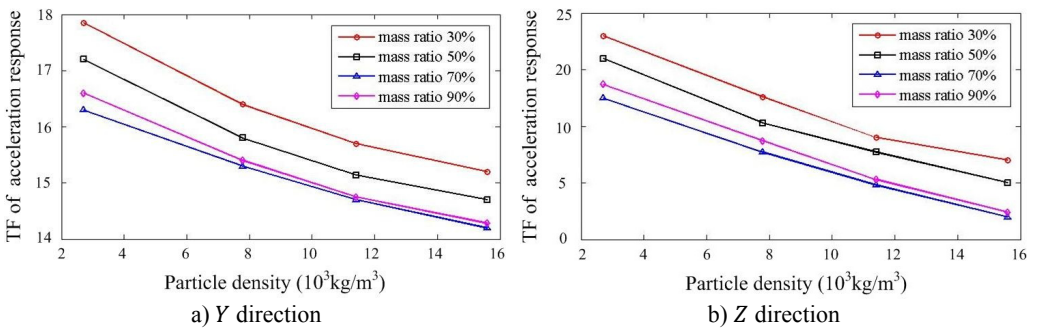 TF of acceleration response
18
17
16
15
14
mass ratio 30%
mass ratio 50%
mass ratio 70%
mass ratio 90%
2 4 6 8 10 12 14 16
Particle density (10³kg/m³)
a) Y direction
TF of acceleration response
25
20
10
5
0
mass ratio 30%
mass ratio 50%
mass ratio 70%
mass ratio 90%
2 4 6 8 10 12 14 16
Particle density (10³kg/m³)
b) Z direction